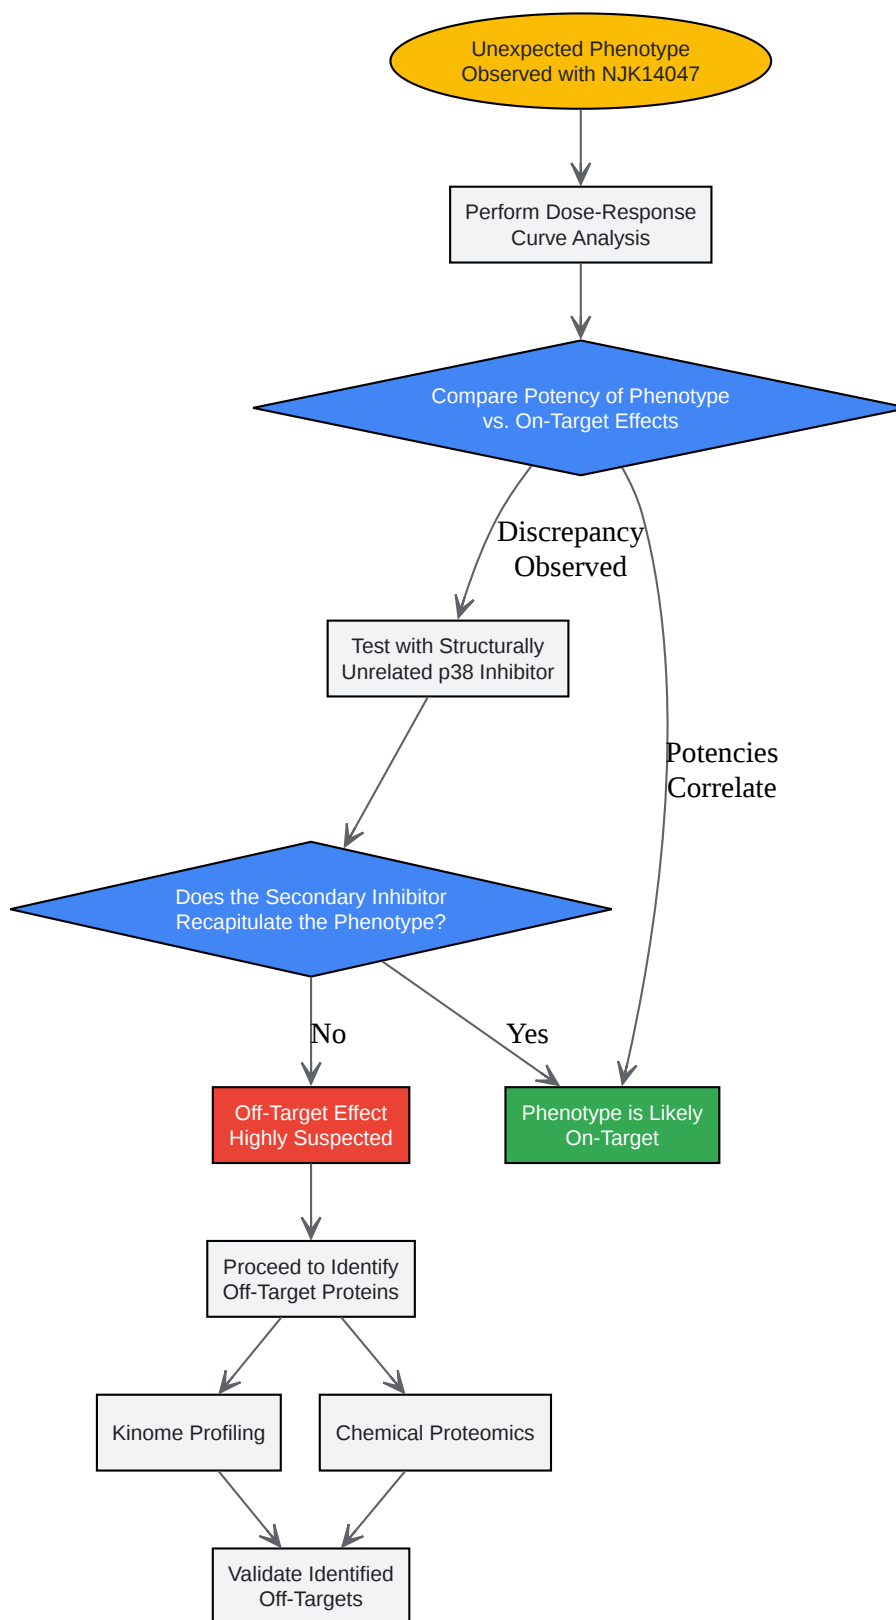 Unexpected Phenotype
Observed with NJK14047
Perform Dose-Response
Curve Analysis
Compare Potency of Phenotype
vs. On-Target Effects
Discrepancy
Observed
Test with Structurally
Unrelated p38 Inhibitor
Potencies
Correlate
Does the Secondary Inhibitor
Recapitulate the Phenotype?
No
Yes
Off-Target Effect
Highly Suspected
Phenotype is Likely
On-Target
Proceed to Identify
Off-Target Proteins
Kinome Profiling
Chemical Proteomics
Validate Identified
Off-Targets